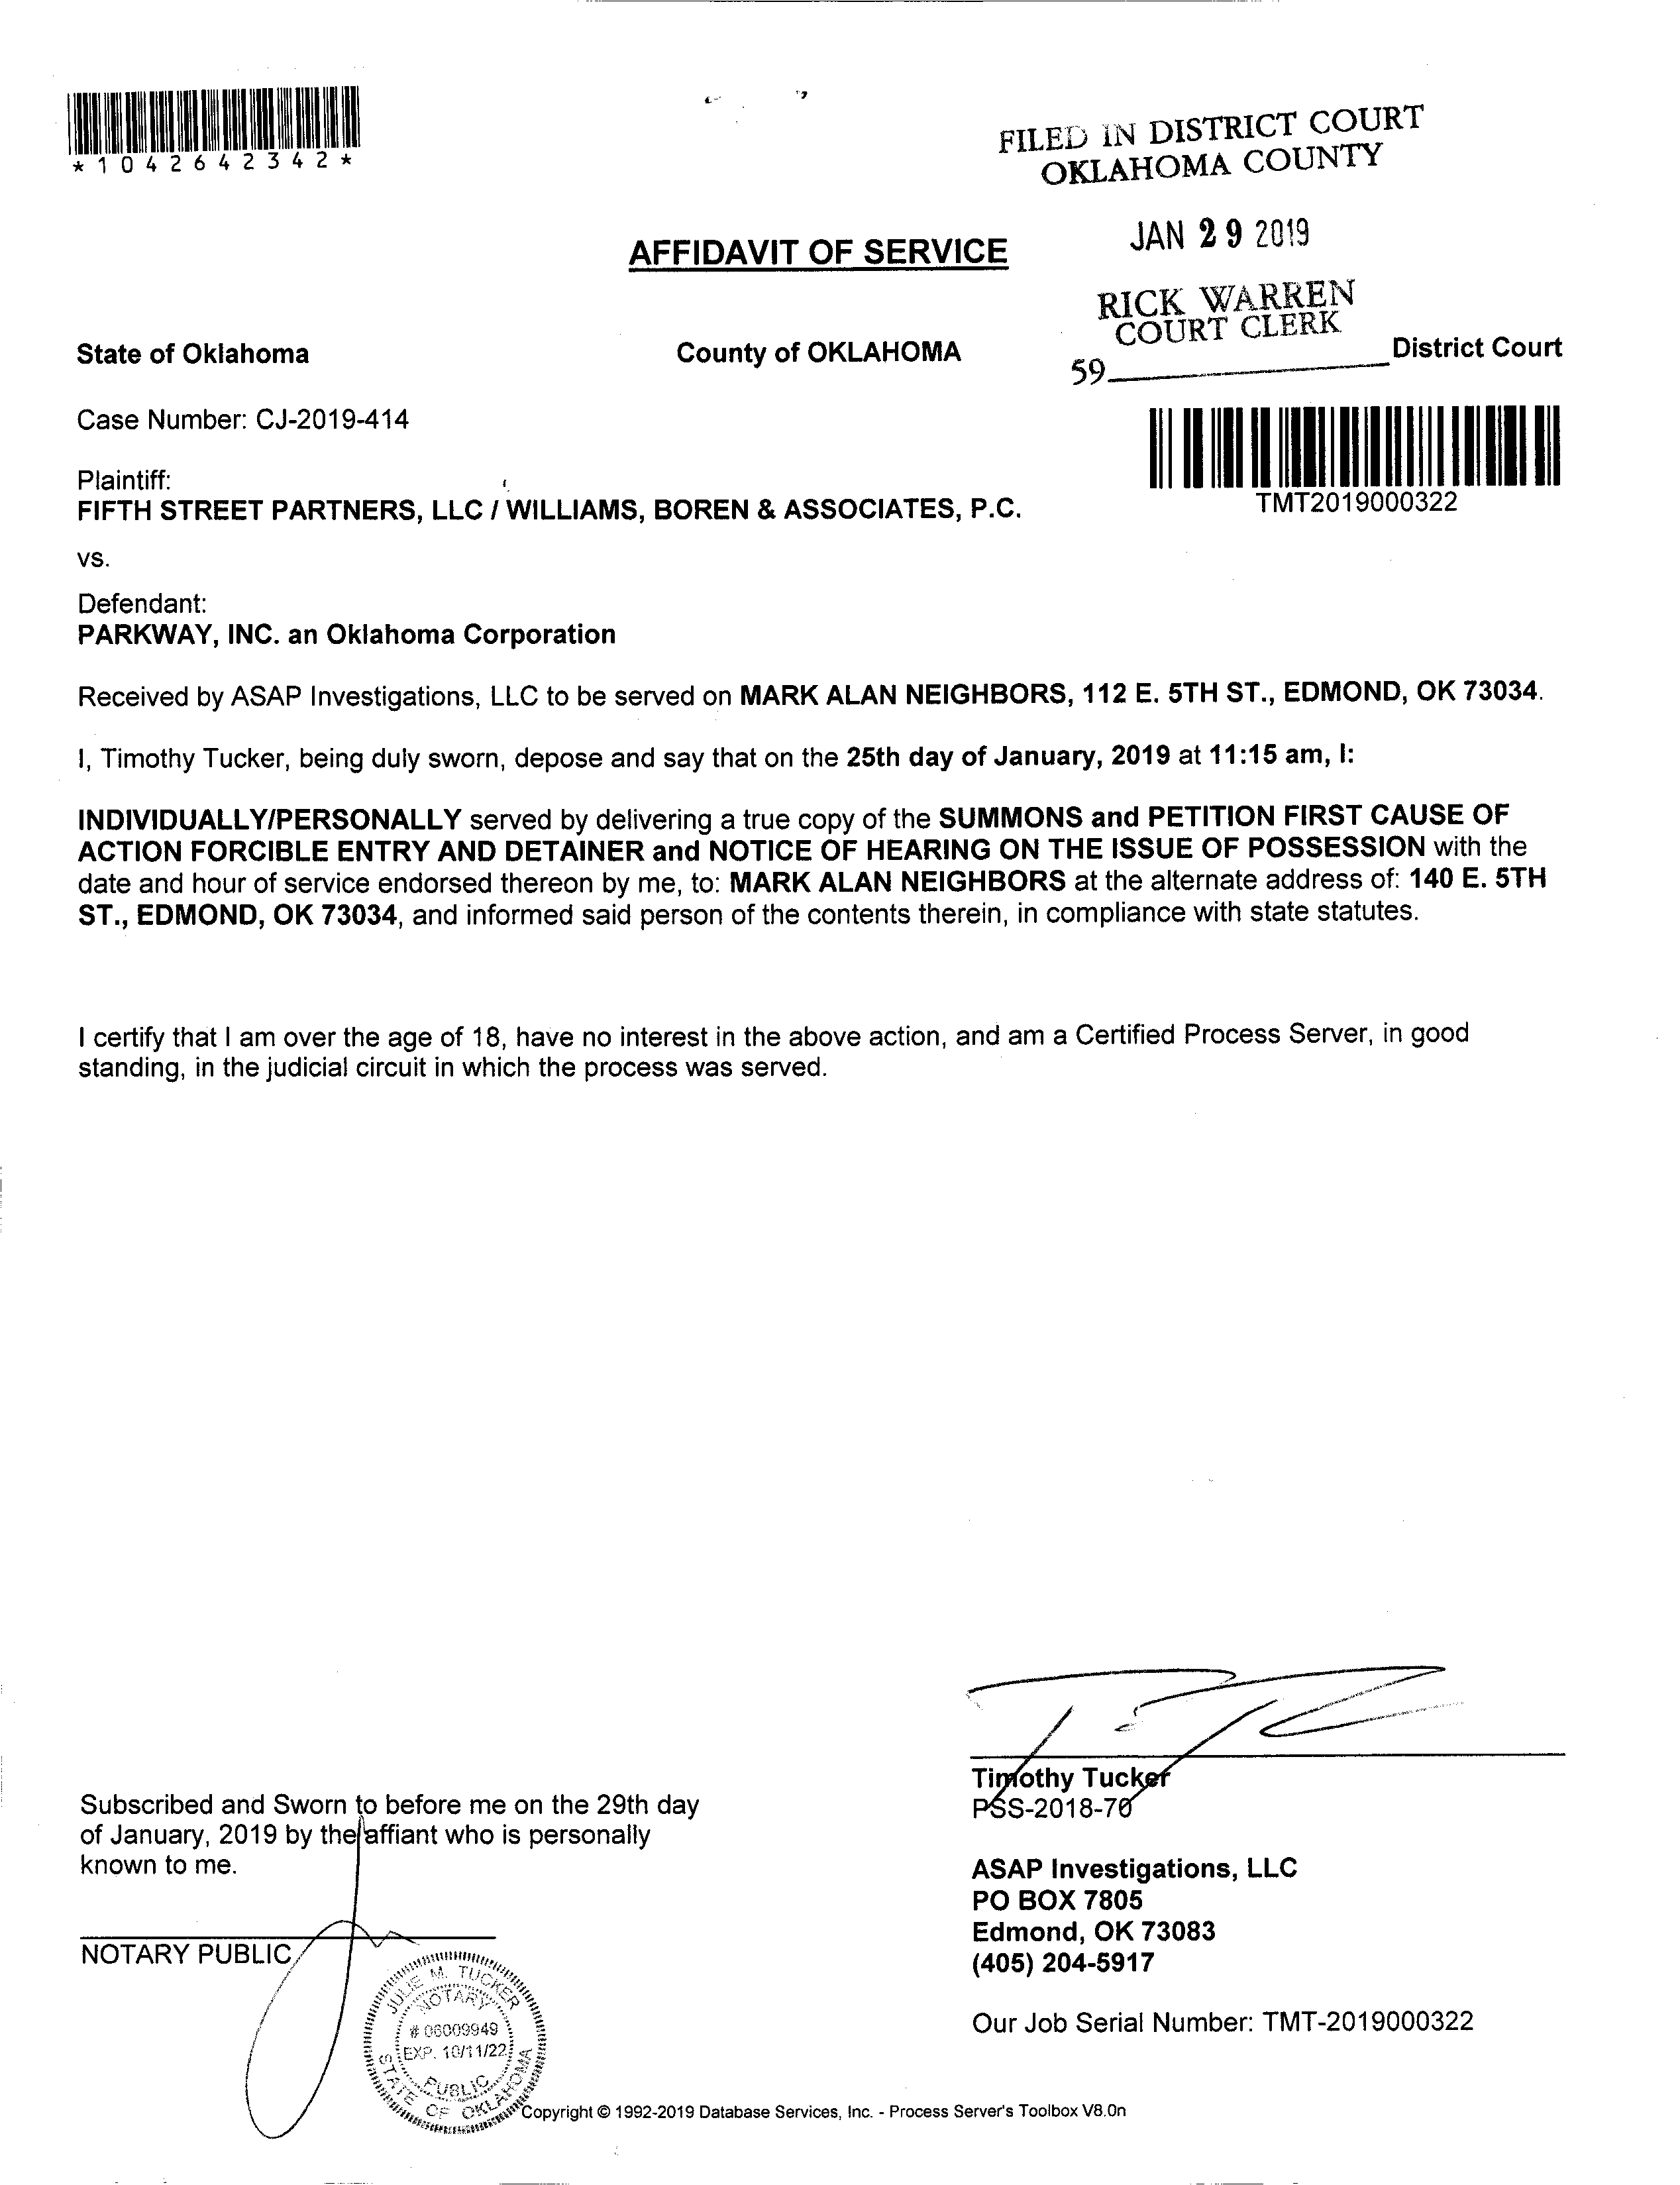 *1042642342*
FILED IN DISTRICT COURT
OKLAHOMA COUNTY
JAN 29 2019
AFFIDAVIT OF SERVICE
RICK WARREN
COURT CLERK
State of Oklahoma County of OKLAHOMA 59 District Court
Case Number: CJ-2019-414
Plaintiff:
FIFTH STREET PARTNERS, LLC / WILLIAMS, BOREN & ASSOCIATES, P.C.
TMT2019000322
vs.
Defendant:
PARKWAY, INC. an Oklahoma Corporation
Received by ASAP Investigations, LLC to be served on MARK ALAN NEIGHBORS, 112 E. 5TH ST., EDMOND, OK 73034.
I, Timothy Tucker, being duly sworn, depose and say that on the 25th day of January, 2019 at 11:15 am, I:
INDIVIDUALLY/PERSONALLY served by delivering a true copy of the SUMMONS and PETITION FIRST CAUSE OF
ACTION FORCIBLE ENTRY AND DETAINER and NOTICE OF HEARING ON THE ISSUE OF POSSESSION with the
date and hour of service endorsed thereon by me, to: MARK ALAN NEIGHBORS at the alternate address of: 140 E. 5TH
ST., EDMOND, OK 73034, and informed said person of the contents therein, in compliance with state statutes.
I certify that I am over the age of 18, have no interest in the above action, and am a Certified Process Server, in good
standing, in the judicial circuit in which the process was served.
Subscribed and Sworn to before me on the 29th day
of January, 2019 by the affiant who is personally
known to me.
NOTARY PUBLIC
JULIE M. TUCKER
NOTARY
# 06009949
EXP. 10/11/22
PUBLIC
STATE OF OKLAHOMA
Timothy Tucker
PSS-2018-70
ASAP Investigations, LLC
PO BOX 7805
Edmond, OK 73083
(405) 204-5917
Our Job Serial Number: TMT-2019000322
Copyright © 1992-2019 Database Services, Inc. - Process Server's Toolbox V8.0n